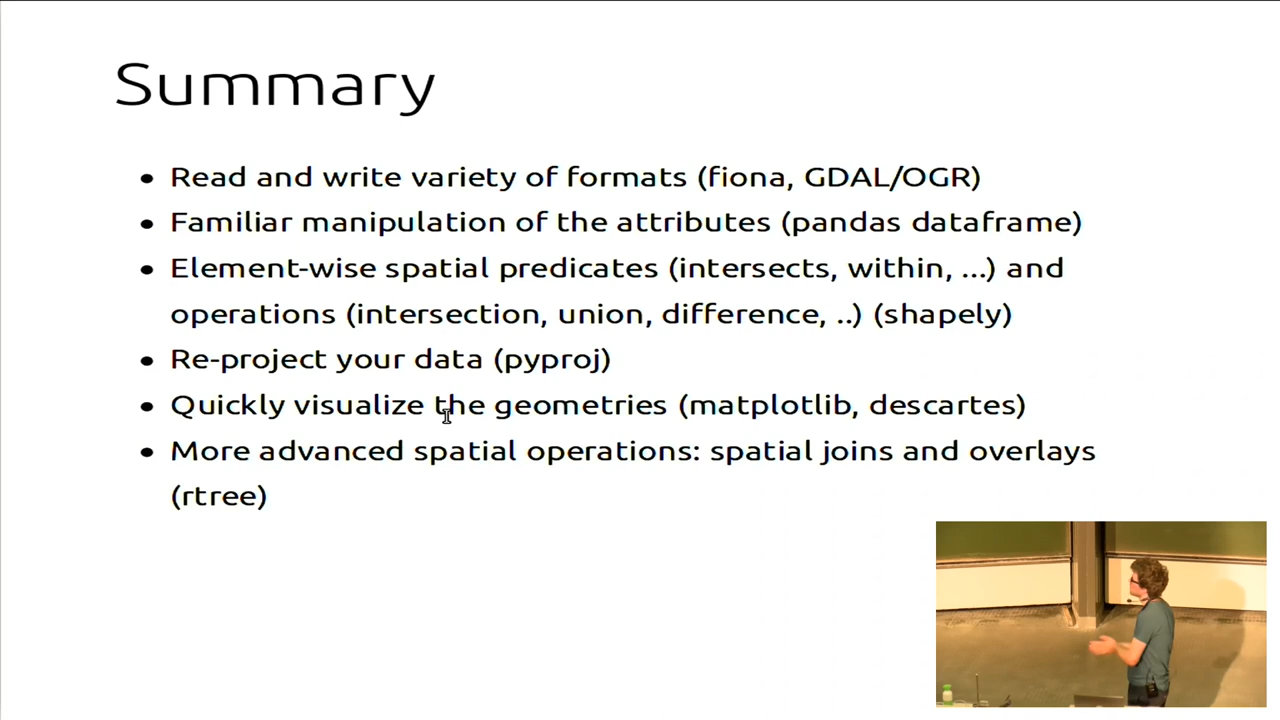 Summary
• Read and write variety of formats (fiona, GDAL/OGR)
• Familiar manipulation of the attributes (pandas dataframe)
• Element-wise spatial predicates (intersects, within, ...) and
operations (intersection, union, difference, ..) (shapely)
• Re-project your data (pyproj)
• Quickly visualize the geometries (matplotlib, descartes)
• More advanced spatial operations: spatial joins and overlays
(rtree)